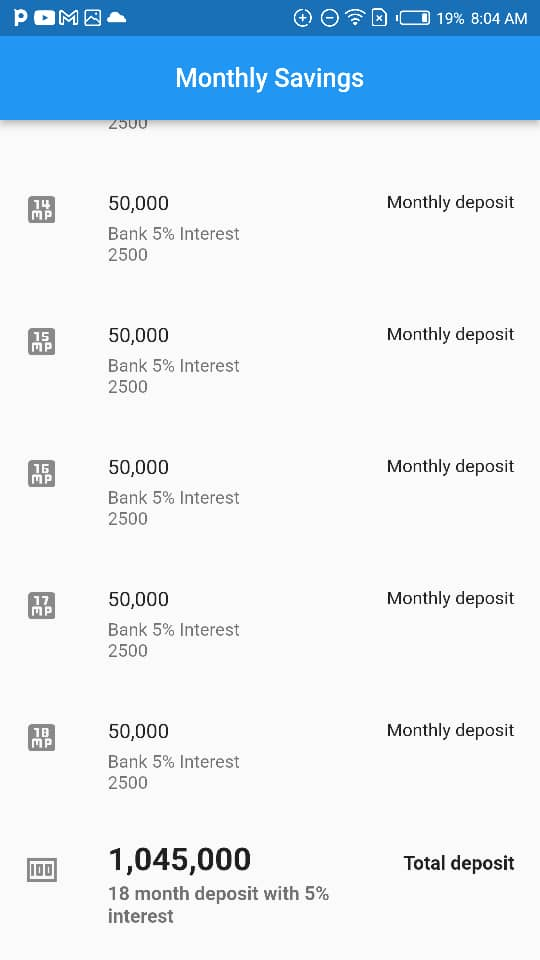 19% 8:04 AM
Monthly Savings
2500
14 MP
50,000
Monthly deposit
Bank 5% Interest
2500
15 MP
50,000
Monthly deposit
Bank 5% Interest
2500
16 MP
50,000
Monthly deposit
Bank 5% Interest
2500
17 MP
50,000
Monthly deposit
Bank 5% Interest
2500
18 MP
50,000
Monthly deposit
Bank 5% Interest
2500
100
1,045,000
Total deposit
18 month deposit with 5%
interest